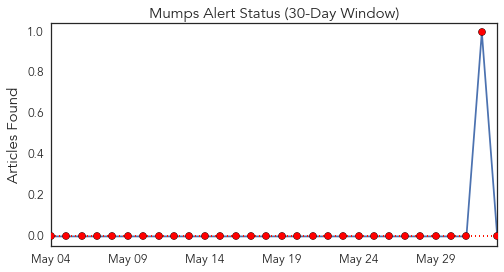 Mumps Alert Status (30-Day Window)
Articles Found
1.0
0.8
0.6
0.4
0.2
0.0
May 04 May 09 May 14 May 19 May 24 May 29